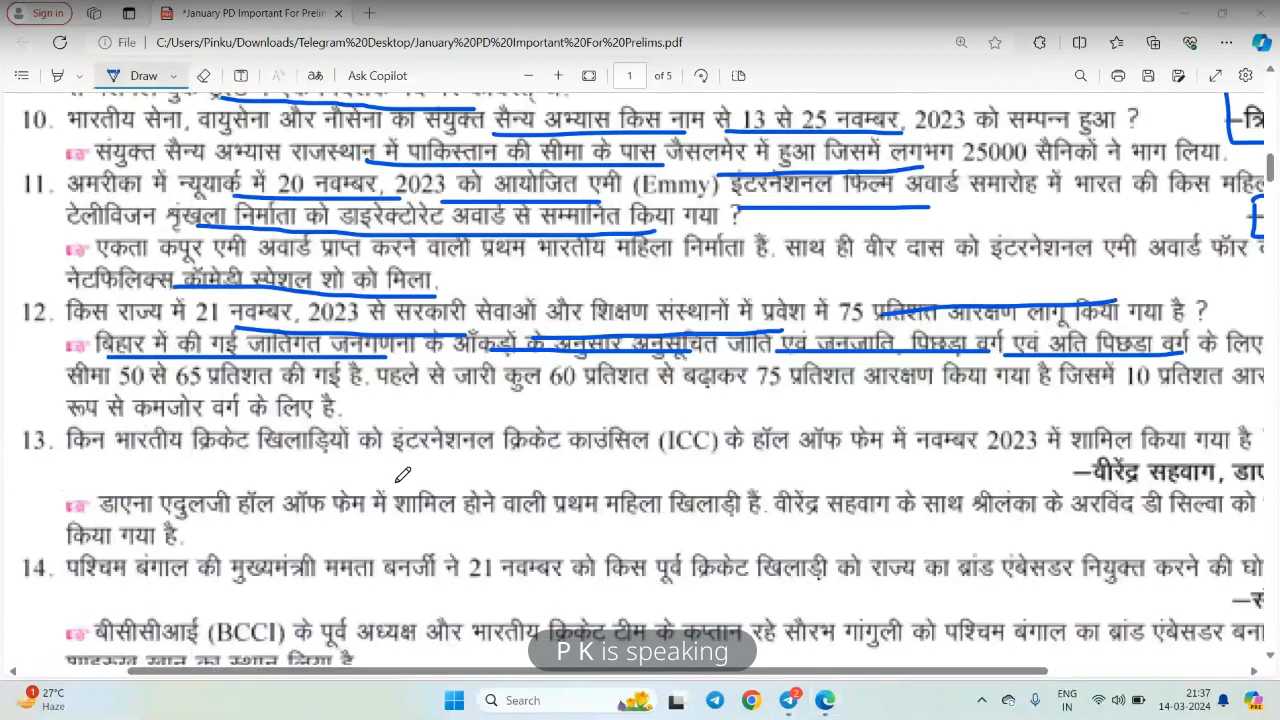 Sign in
*January PD Important For Prelim
File C:/Users/Pinku/Downloads/Telegram%20Desktop/January%20PD%20Important%20For%20Prelims.pdf
Draw Ask Copilot 1 of 5
10. भारतीय सेना, वायुसेना और नौसेना का संयुक्त सैन्य अभ्यास किस नाम से 13 से 25 नवम्बर, 2023 को सम्पन्न हुआ ? –त्रि
संयुक्त सैन्य अभ्यास राजस्थान में पाकिस्तान की सीमा के पास जैसलमेर में हुआ जिसमें लगभग 25000 सैनिकों ने भाग लिया.
11. अमरीका में न्यूयार्क में 20 नवम्बर, 2023 को आयोजित एमी (Emmy) इंटरनेशनल फिल्म अवार्ड समारोह में भारत की किस
टेलीविजन शृंखला निर्माता को डाइरेक्टोरेट अवार्ड से सम्मानित किया गया ?
एकता कपूर एमी अवार्ड प्राप्त करने वाली प्रथम भारतीय महिला निर्माता हैं. साथ ही वीर दास को इंटरनेशनल एमी अवार्ड फॉर
नेटफिलिक्स कॉमेडी स्पेशल शो को मिला.
12. किस राज्य में 21 नवम्बर, 2023 से सरकारी सेवाओं और शिक्षण संस्थानों में प्रवेश में 75 प्रतिशत आरक्षण लागू किया गया है ?
बिहार में की गई जातिगत जनगणना के आँकड़ों के अनुसार अनुसूचित जाति एवं जनजाति, पिछड़ा वर्ग एवं अति पिछड़ा वर्ग के लिए
सीमा 50 से 65 प्रतिशत की गई है. पहले से जारी कुल 60 प्रतिशत से बढ़ाकर 75 प्रतिशत आरक्षण किया गया है जिसमें 10 प्रतिशत
रूप से कमजोर वर्ग के लिए है.
13. किन भारतीय क्रिकेट खिलाड़ियों को इंटरनेशनल क्रिकेट काउंसिल (ICC) के हॉल ऑफ फेम में नवम्बर 2023 में शामिल किया गया है
–वीरेंद्र सहवाग,
डाएना एदुलजी हॉल ऑफ फेम में शामिल होने वाली प्रथम महिला खिलाड़ी हैं. वीरेंद्र सहवाग के साथ श्रीलंका के अरविंद डी सिल्वा को
किया गया है.
14. पश्चिम बंगाल की मुख्यमंत्री ममता बनर्जी ने 21 नवम्बर को किस पूर्व क्रिकेट खिलाड़ी को राज्य का ब्रांड एंबेसडर नियुक्त करने की
बीसीसीआई (BCCI) के पूर्व अध्यक्ष और भारतीय क्रिकेट टीम के कप्तान रहे सौरभ गांगुली को पश्चिम बंगाल का ब्रांड एंबेसडर
शाहरुख खान का स्थान लिया है
P K is speaking
1 27°C
Haze
Search
2
ENG
IN
21:37
14-03-2024